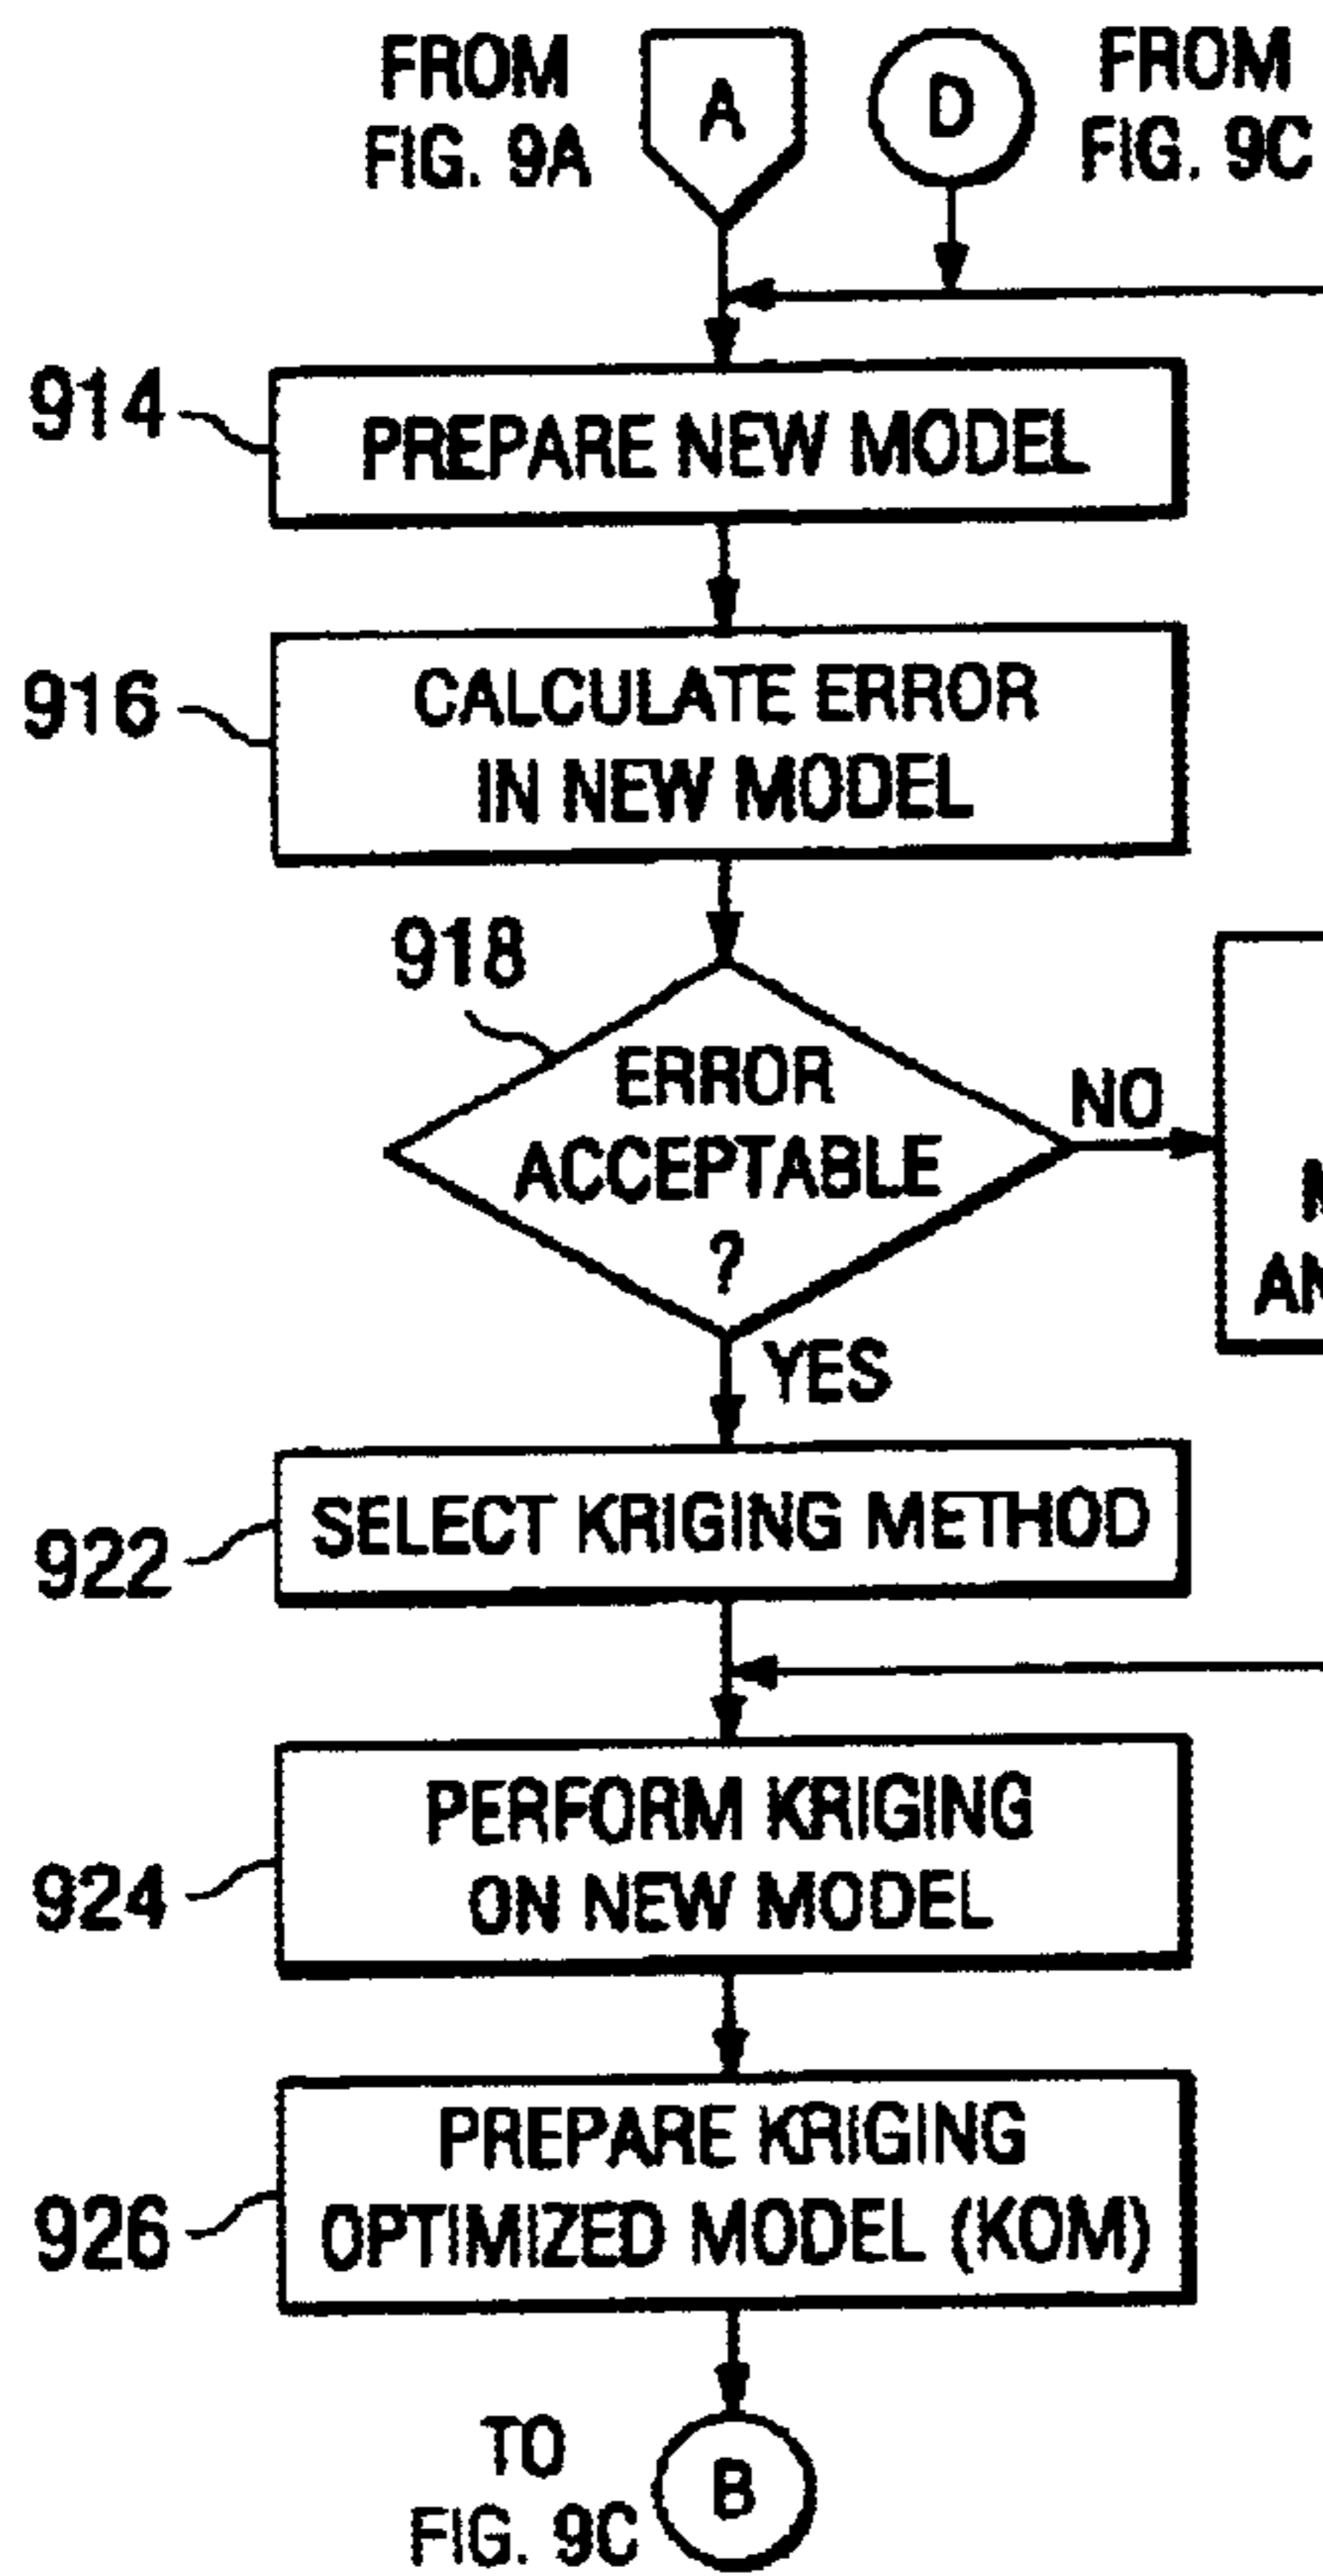 FROM
FIG. 9A
A
D
FROM
FIG. 9C
914
PREPARE NEW MODEL
916
CALCULATE ERROR
IN NEW MODEL
918
ERROR
ACCEPTABLE
?
NO
YES
922
SELECT KRIGING METHOD
924
PERFORM KRIGING
ON NEW MODEL
926
PREPARE KRIGING
OPTIMIZED MODEL (KOM)
TO
FIG. 9C
B